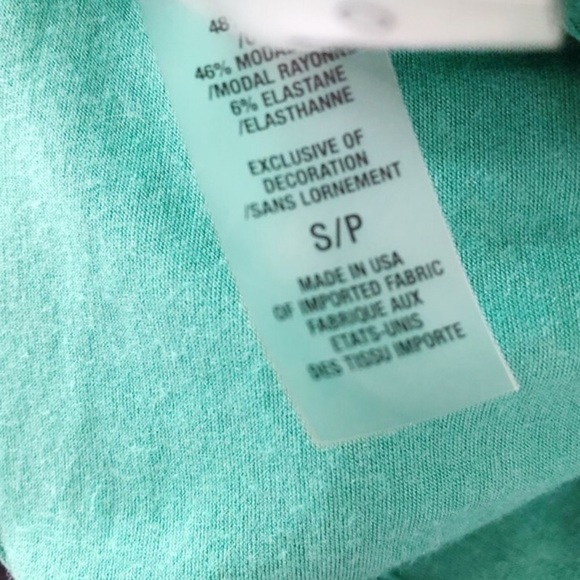 48
46% MODAL
/MODAL RAYONNE
6% ELASTANE
/ELASTHANNE
EXCLUSIVE OF
DECORATION
/SANS LORNEMENT
S/P
MADE IN USA
OF IMPORTED FABRIC
FABRIQUE AUX
ETATS-UNIS
DES TISSU IMPORTE